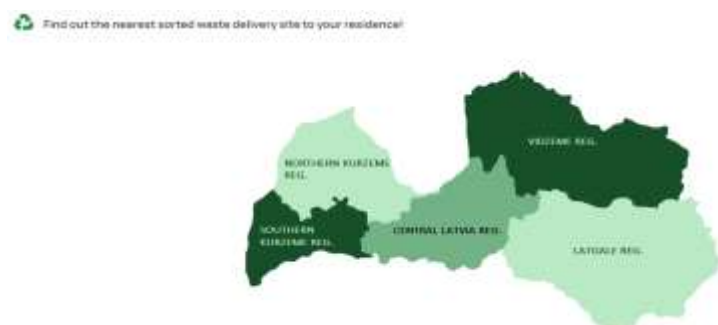 Find out the nearest sorted waste delivery site to your residence!
VIDZEME REG.
NORTHERN KURZEME
REG.
SOUTHERN
KURZEME REG.
CENTRAL LATVIA REG.
LATGALE REG.